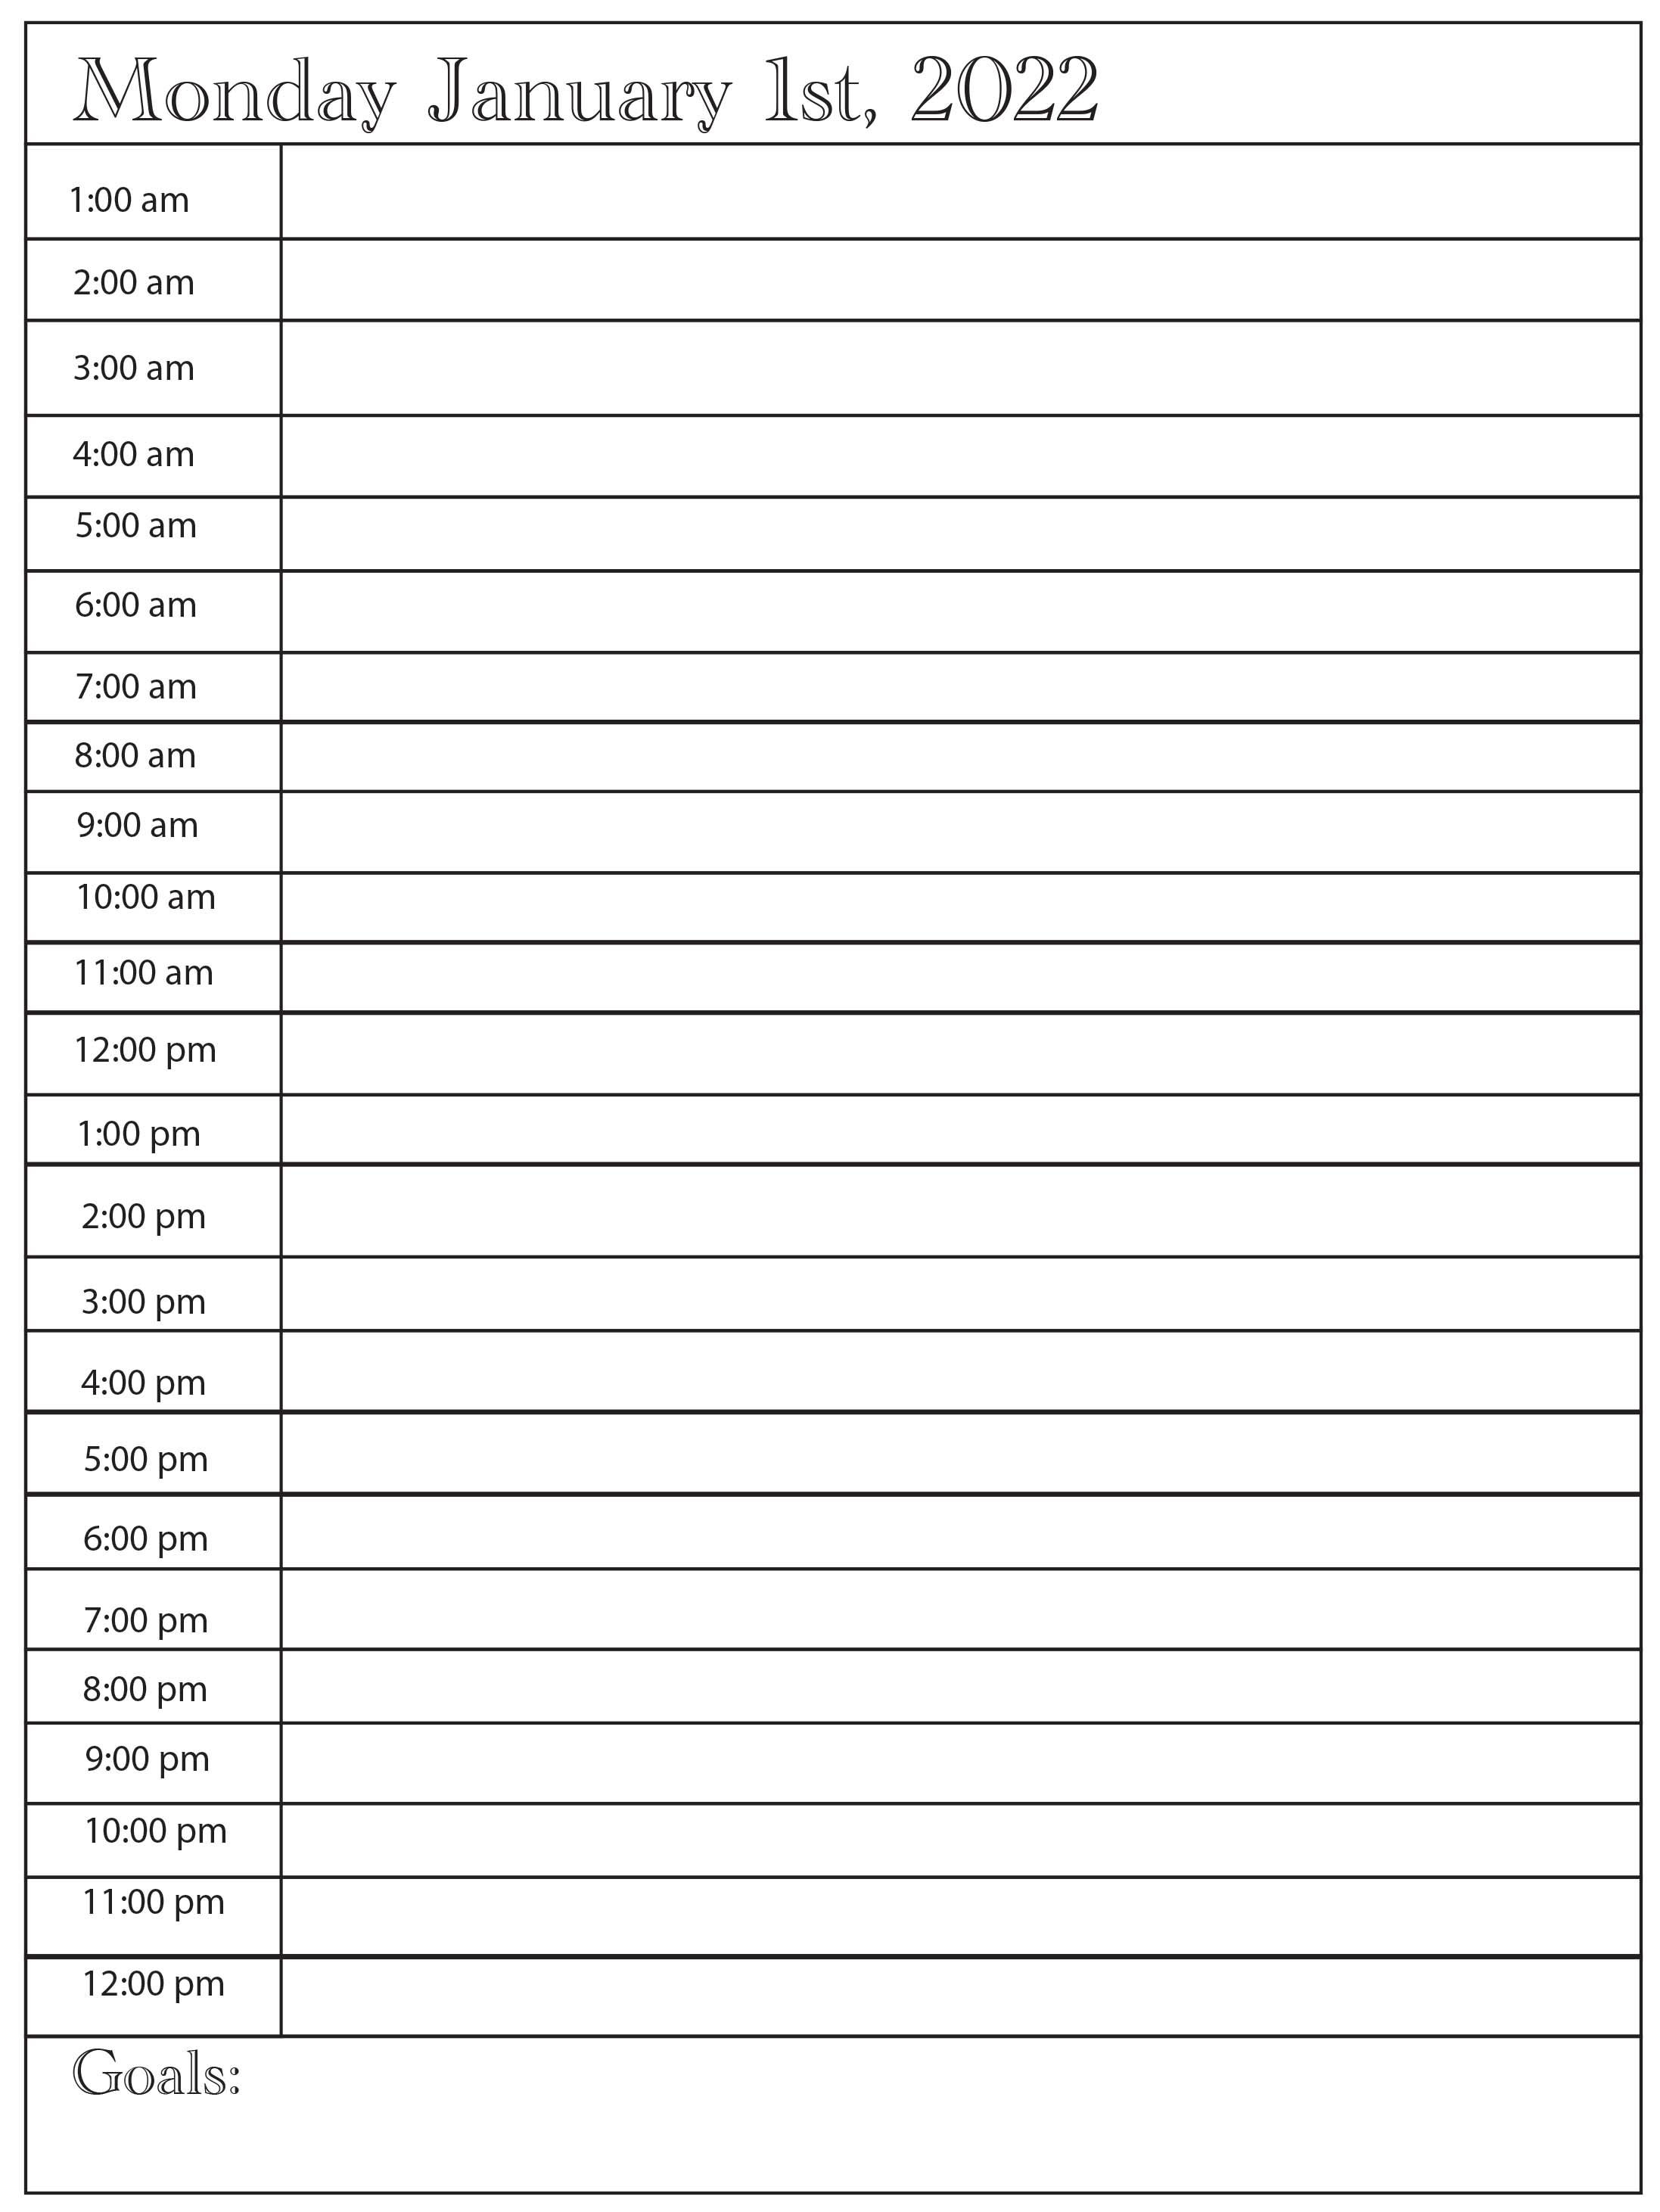 Monday January 1st, 2022
1:00 am
2:00 am
3:00 am
4:00 am
5:00 am
6:00 am
7:00 am
8:00 am
9:00 am
10:00 am
11:00 am
12:00 pm
1:00 pm
2:00 pm
3:00 pm
4:00 pm
5:00 pm
6:00 pm
7:00 pm
8:00 pm
9:00 pm
10:00 pm
11:00 pm
12:00 pm
Goals: